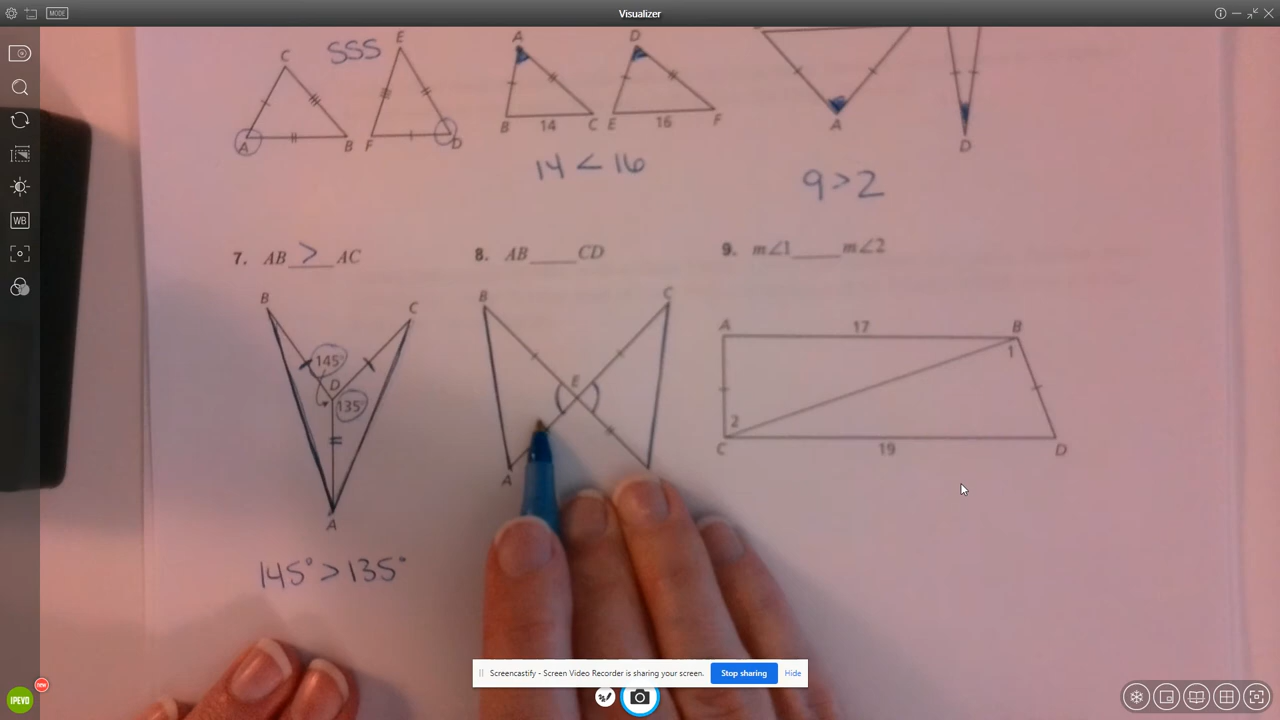 MODE
Visualizer
WB
C
SSS
E
A
B
F
D
A
B
14
C
D
E
16
F
A
D
14 < 16
9 > 2
7. AB > AC
8. AB ____ CD
9. m∠1 ____ m∠2
B
C
145°
D
135°
A
B
C
E
A
A
17
B
1
2
C
19
D
145° > 135°
Screencastify - Screen Video Recorder is sharing your screen.
Stop sharing
Hide
new
IPEVO